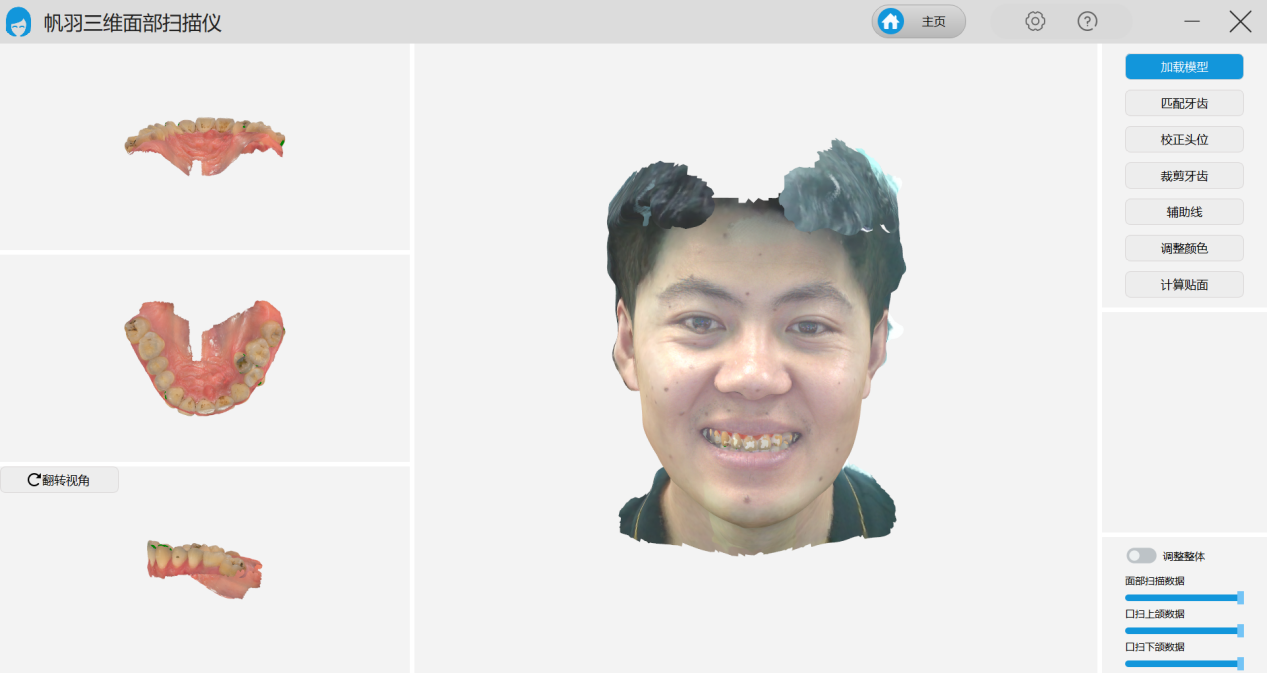 帆羽三维面部扫描仪
主页
翻转视角
加载模型
匹配牙齿
校正头位
裁剪牙齿
辅助线
调整颜色
计算贴面
调整整体
面部扫描数据
口扫上颌数据
口扫下颌数据